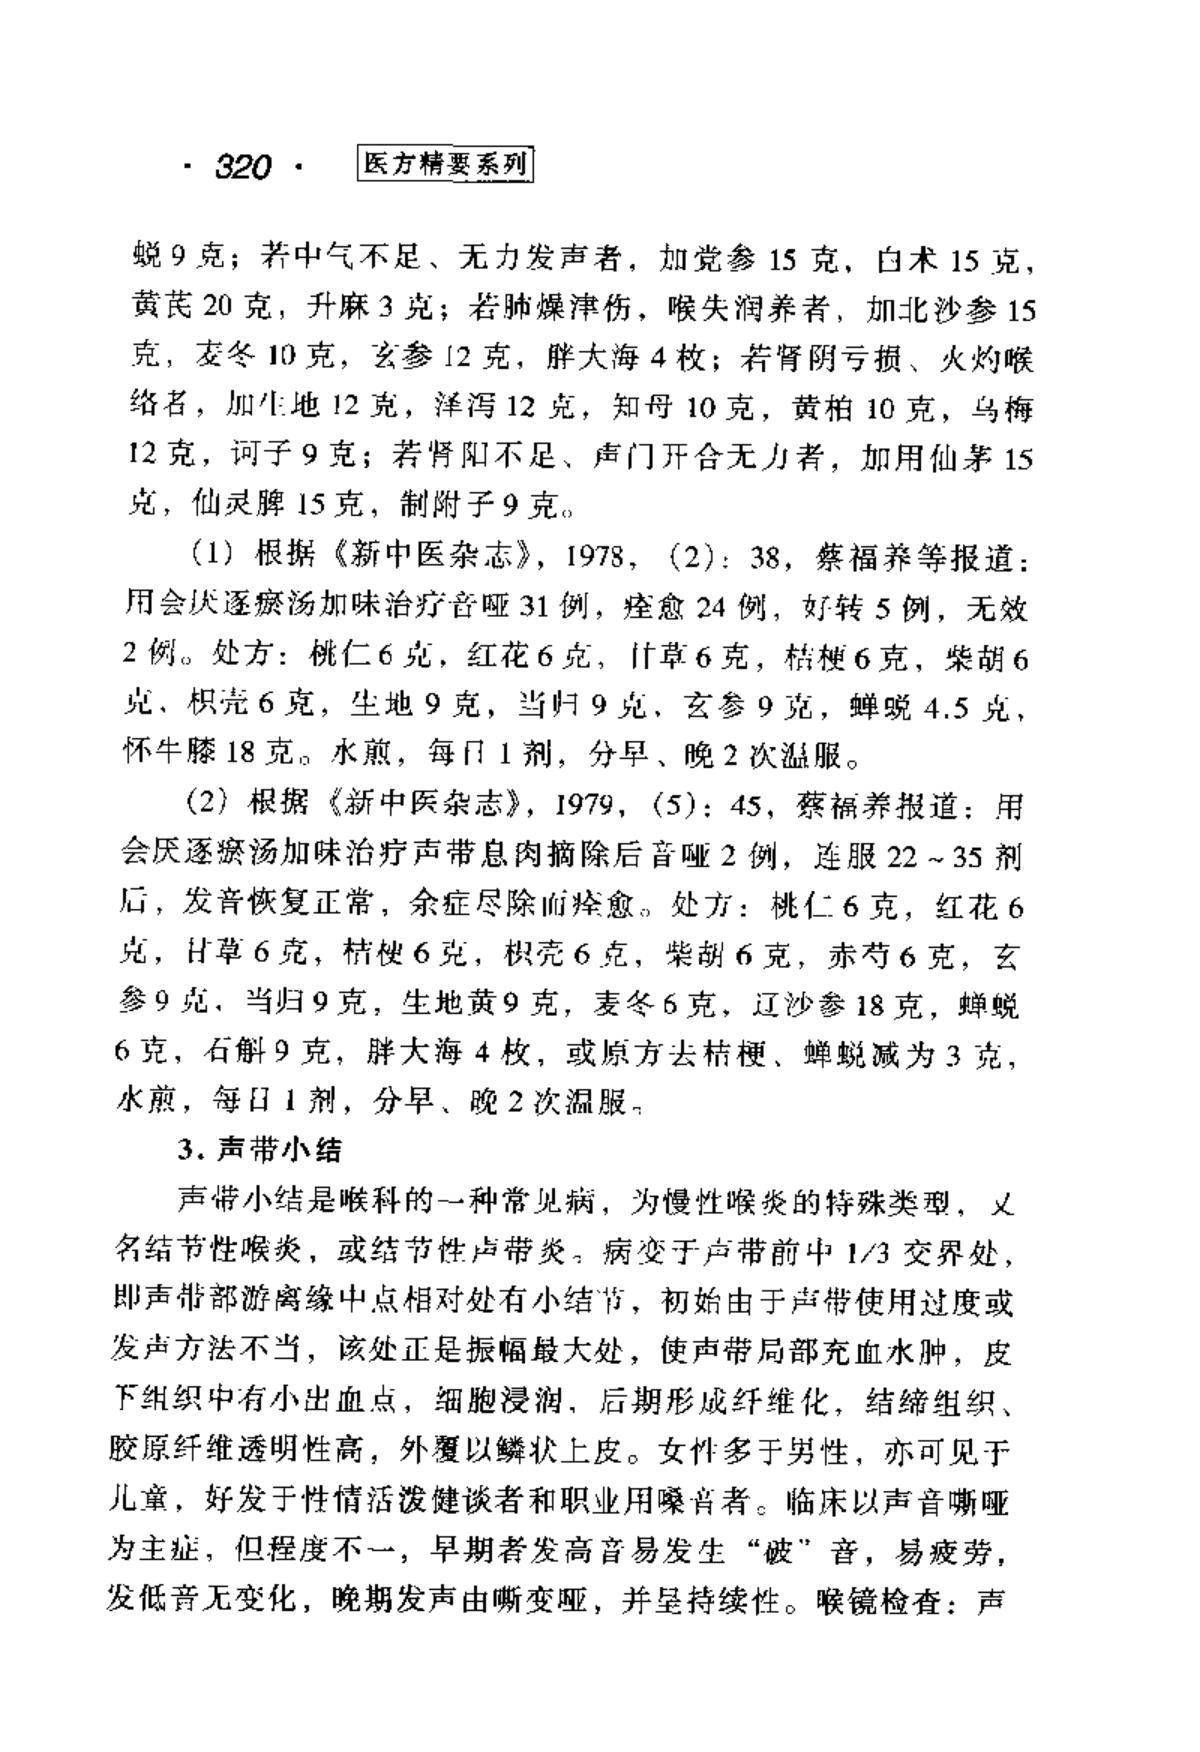 · 320 · 医方精要系列
蜕 9 克；若中气不足、无力发声者，加党参 15 克，白术 15 克，
黄芪 20 克，升麻 3 克；若肺燥津伤，喉失润养者，加北沙参 15
克，麦冬 10 克，玄参 12 克，胖大海 4 枚；若肾阴亏损、火灼喉
络者，加生地 12 克，泽泻 12 克，知母 10 克，黄柏 10 克，乌梅
12 克，诃子 9 克；若肾阳不足、声门开合无力者，加用仙茅 15
克，仙灵脾 15 克，制附子 9 克。
（1）根据《新中医杂志》，1978，（2）：38，蔡福养等报道：
用会厌逐瘀汤加味治疗音哑 31 例，痊愈 24 例，好转 5 例，无效
2 例。处方：桃仁 6 克，红花 6 克，甘草 6 克，桔梗 6 克，柴胡 6
克，枳壳 6 克，生地 9 克，当归 9 克，玄参 9 克，蝉蜕 4.5 克，
怀牛膝 18 克。水煎，每日 1 剂，分早、晚 2 次温服。
（2）根据《新中医杂志》，1979，（5）：45，蔡福养报道：用
会厌逐瘀汤加味治疗声带息肉摘除后音哑 2 例，连服 22～35 剂
后，发音恢复正常，余症尽除而痊愈。处方：桃仁 6 克，红花 6
克，甘草 6 克，桔梗 6 克，枳壳 6 克，柴胡 6 克，赤芍 6 克，玄
参 9 克，当归 9 克，生地黄 9 克，麦冬 6 克，辽沙参 18 克，蝉蜕
6 克，石斛 9 克，胖大海 4 枚，或原方去桔梗、蝉蜕减为 3 克，
水煎，每日 1 剂，分早、晚 2 次温服。
3. 声带小结
声带小结是喉科的一种常见病，为慢性喉炎的特殊类型，又
名结节性喉炎，或结节性声带炎。病变于声带前中 1/3 交界处，
即声带部游离缘中点相对处有小结节，初始由于声带使用过度或
发声方法不当，该处正是振幅最大处，使声带局部充血水肿，皮
下组织中有小出血点，细胞浸润，后期形成纤维化，结缔组织、
胶原纤维透明性高，外覆以鳞状上皮。女性多于男性，亦可见于
儿童，好发于性情活泼健谈者和职业用嗓音者。临床以声音嘶哑
为主症，但程度不一，早期者发高音易发生“破”音，易疲劳，
发低音无变化，晚期发声由嘶变哑，并呈持续性。喉镜检查：声